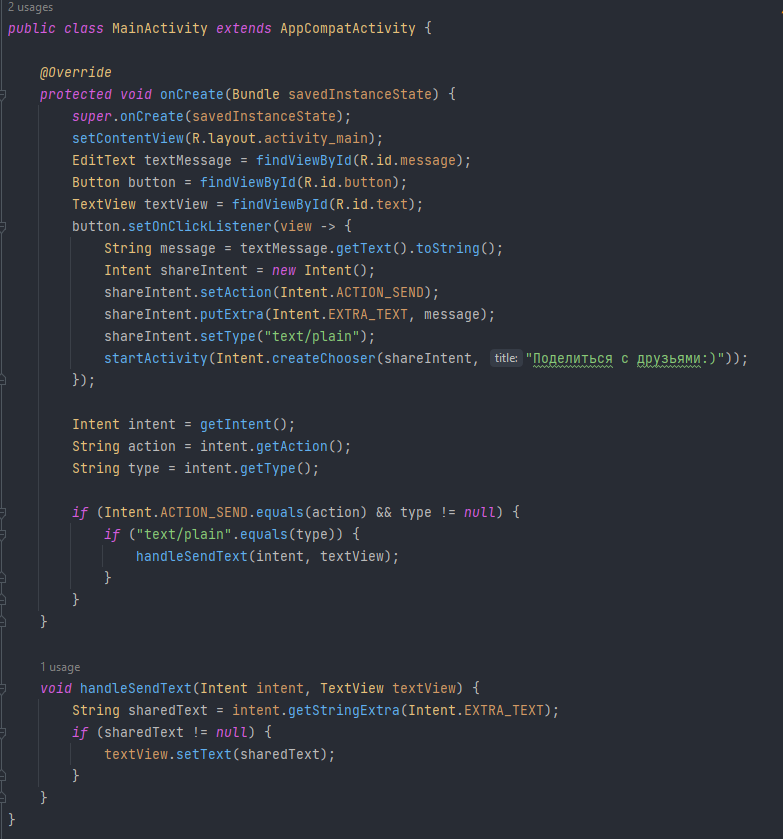 2 usages
public class MainActivity extends AppCompatActivity {
@Override
protected void onCreate(Bundle savedInstanceState) {
super.onCreate(savedInstanceState);
setContentView(R.layout.activity_main);
EditText textMessage = findViewById(R.id.message);
Button button = findViewById(R.id.button);
TextView textView = findViewById(R.id.text);
button.setOnClickListener(view -> {
String message = textMessage.getText().toString();
Intent shareIntent = new Intent();
shareIntent.setAction(Intent.ACTION_SEND);
shareIntent.putExtra(Intent.EXTRA_TEXT, message);
shareIntent.setType("text/plain");
startActivity(Intent.createChooser(shareIntent, title: "Поделиться с друзьями:)"));
});
Intent intent = getIntent();
String action = intent.getAction();
String type = intent.getType();
if (Intent.ACTION_SEND.equals(action) && type != null) {
if ("text/plain".equals(type)) {
handleSendText(intent, textView);
}
}
}
1 usage
void handleSendText(Intent intent, TextView textView) {
String sharedText = intent.getStringExtra(Intent.EXTRA_TEXT);
if (sharedText != null) {
textView.setText(sharedText);
}
}
}